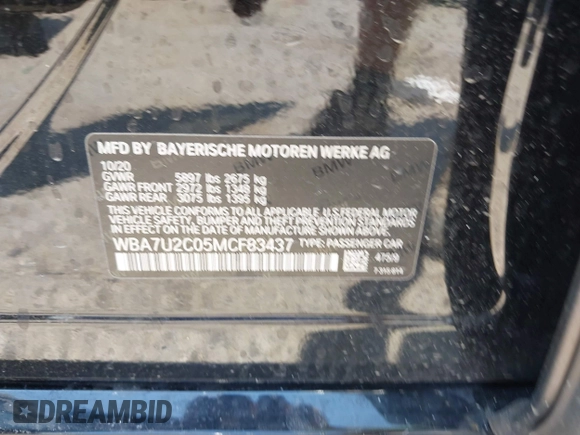 MFD BY BAYERISCHE MOTOREN WERKE AG
10/20
GVWR 5897 lbs 2675 kg
GAWR FRONT 2972 lbs 1348 kg
GAWR REAR 3075 lbs 1395 kg
THIS VEHICLE CONFORMS TO ALL APPLICABLE FEDERAL MOTOR
VEHICLE SAFETY, BUMPER, AND THEFT PREVENTION STANDARDS
IN EFFECT ON THE DATE OF MANUFACTURE SHOWN ABOVE.
WBA7U2C05MCF83437 TYPE: PASSENGER CAR
475/9
DREAMBID